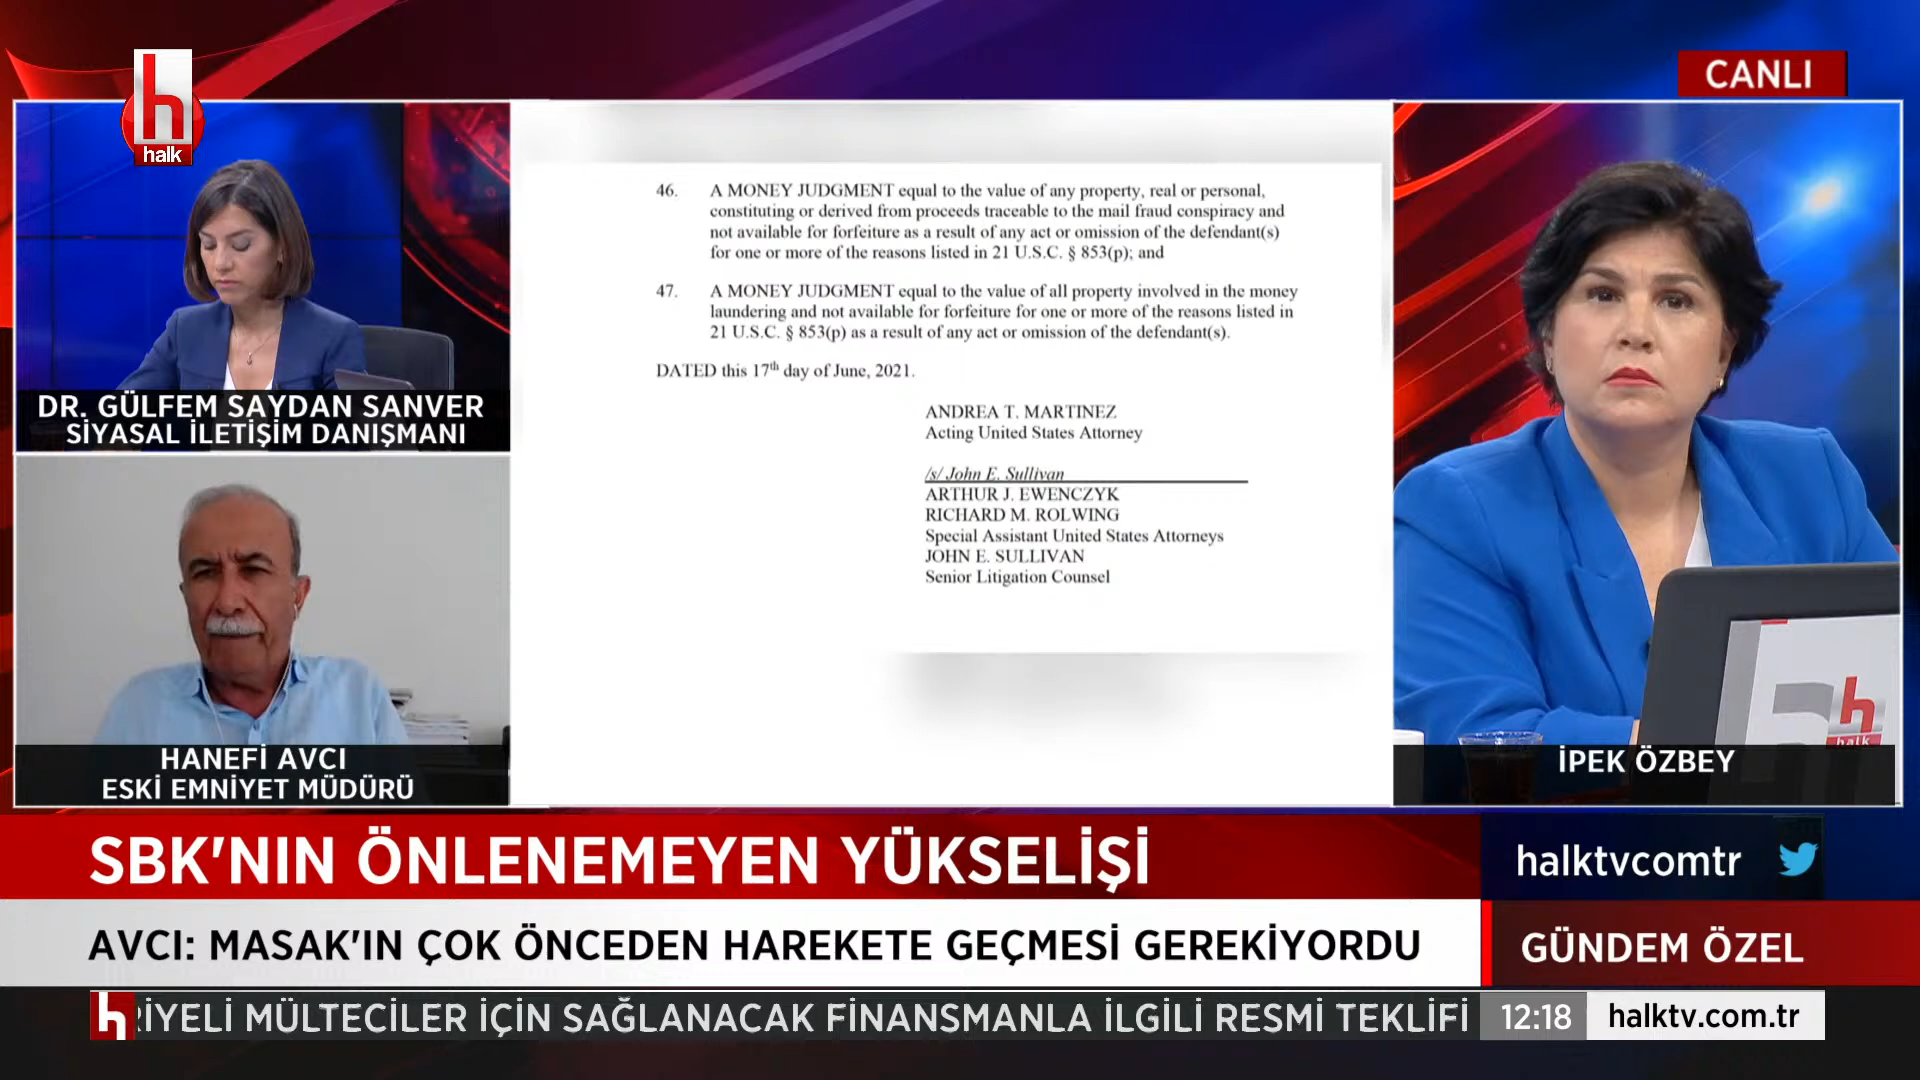 h
halk
CANLI
DR. GÜLFEM SAYDAN SANVER
SİYASAL İLETİŞİM DANIŞMANI
HANEFİ AVCI
ESKİ EMNİYET MÜDÜRÜ
46. A MONEY JUDGMENT equal to the value of any property, real or personal,
constituting or derived from proceeds traceable to the mail fraud conspiracy and
not available for forfeiture as a result of any act or omission of the defendant(s)
for one or more of the reasons listed in 21 U.S.C. § 853(p); and
47. A MONEY JUDGMENT equal to the value of all property involved in the money
laundering and not available for forfeiture for one or more of the reasons listed in
21 U.S.C. § 853(p) as a result of any act or omission of the defendant(s).
DATED this 17th day of June, 2021.
ANDREA T. MARTINEZ
Acting United States Attorney
/s/ John E. Sullivan
ARTHUR J. EWENCZYK
RICHARD M. ROLWING
Special Assistant United States Attorneys
JOHN E. SULLIVAN
Senior Litigation Counsel
h
halk
İPEK ÖZBEY
SBK'NIN ÖNLENEMEYEN YÜKSELİŞİ
halktvcomtr
AVCI: MASAK'IN ÇOK ÖNCEDEN HAREKETE GEÇMESİ GEREKİYORDU
GÜNDEM ÖZEL
h
RİYELİ MÜLTECİLER İÇİN SAĞLANACAK FİNANSMANLA İLGİLİ RESMİ TEKLİFİ
12:18
halktv.com.tr